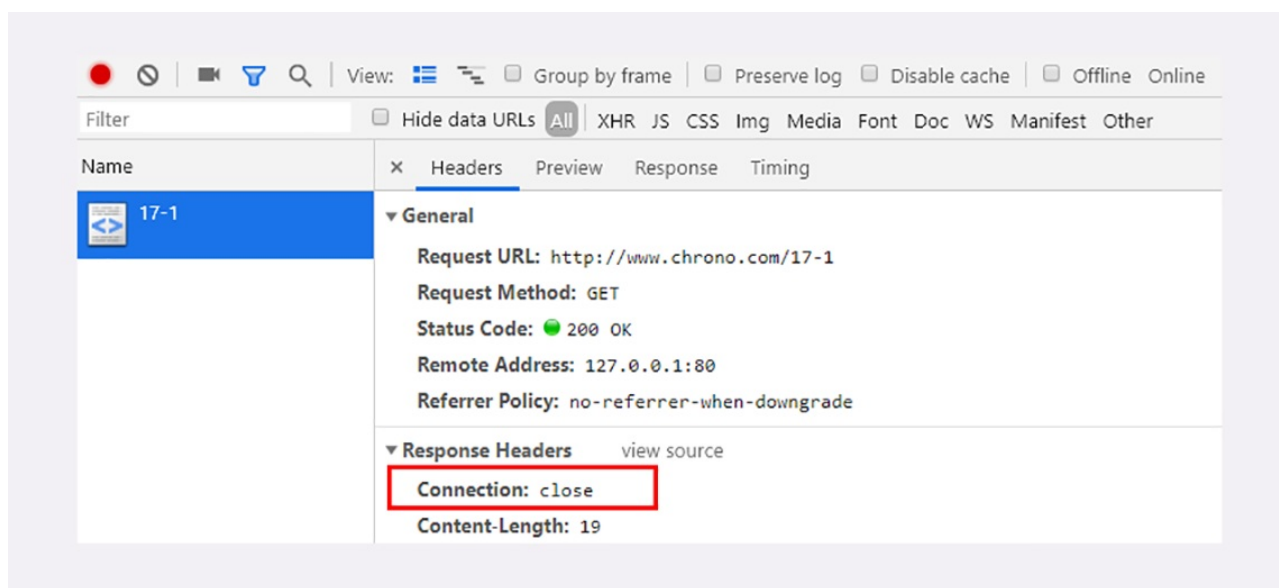 View: Group by frame Preserve log Disable cache Offline Online
Filter Hide data URLs All XHR JS CSS Img Media Font Doc WS Manifest Other
Name × Headers Preview Response Timing
17-1
▾ General
Request URL: http://www.chrono.com/17-1
Request Method: GET
Status Code: 200 OK
Remote Address: 127.0.0.1:80
Referrer Policy: no-referrer-when-downgrade
▾ Response Headers view source
Connection: close
Content-Length: 19